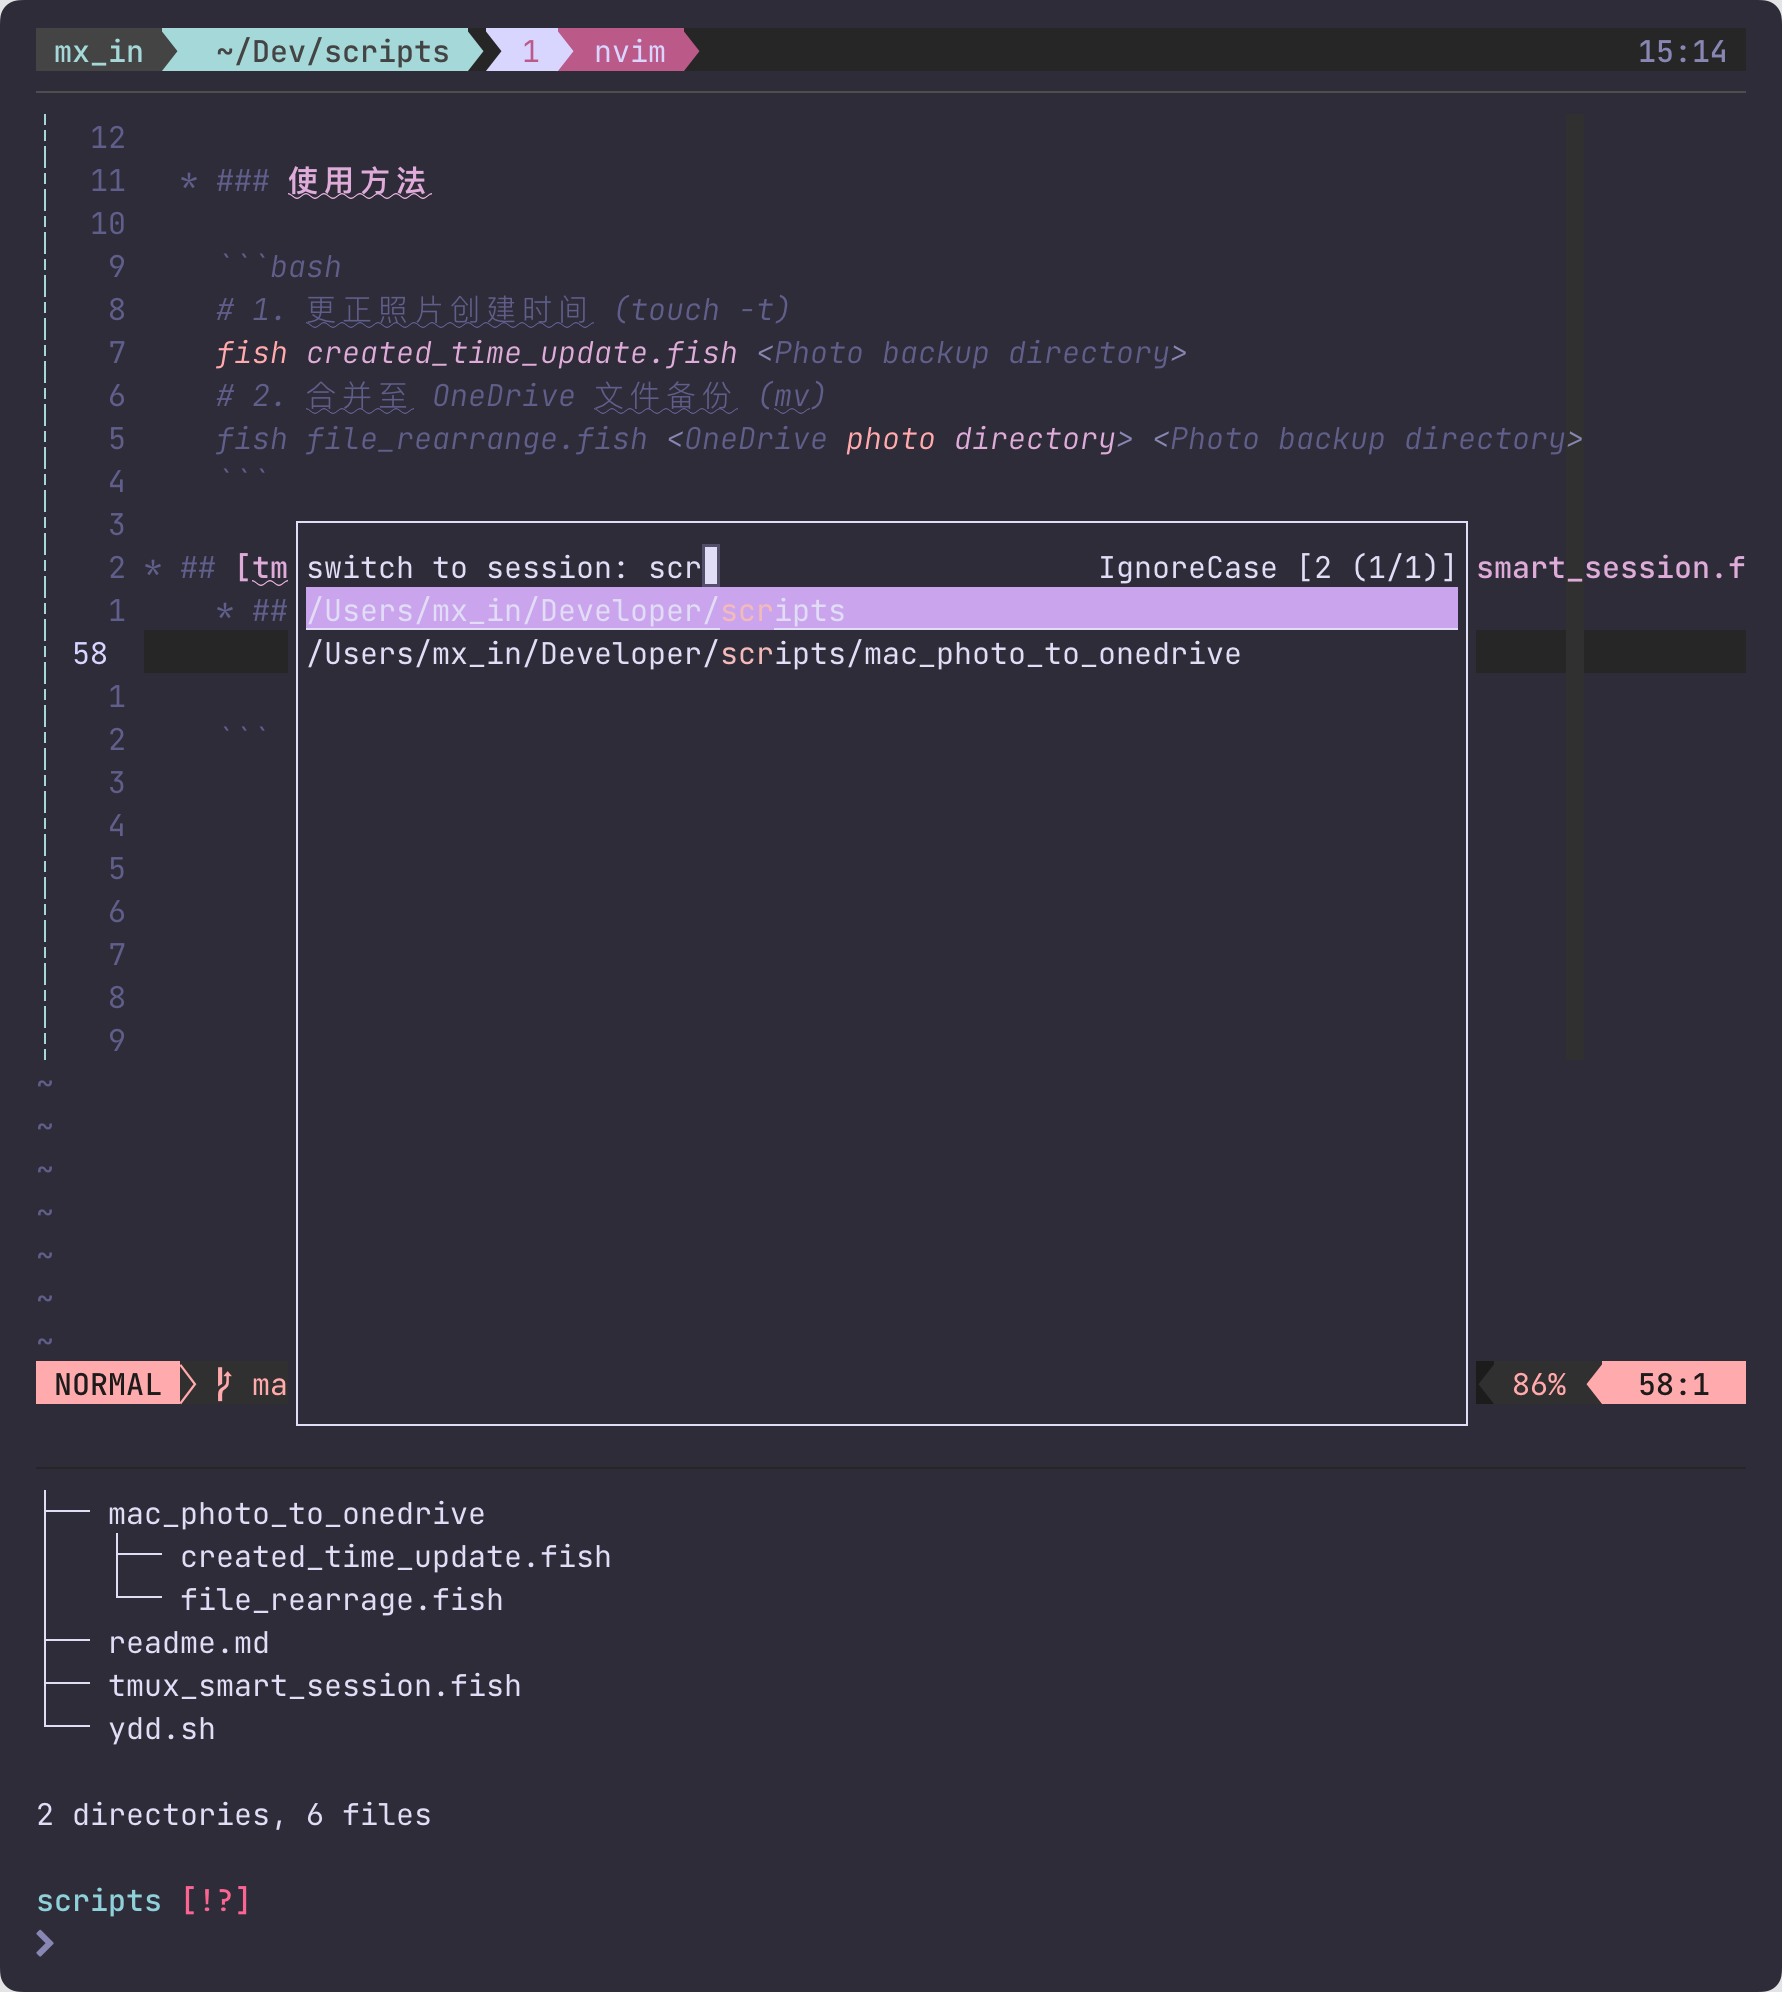 mx_in ~/Dev/scripts 1 nvim 15:14
12
11 * ### 使用方法
10
9 ```bash
8 # 1. 更正照片创建时间 (touch -t)
7 fish created_time_update.fish <Photo backup directory>
6 # 2. 合并至 OneDrive 文件备份 (mv)
5 fish file_rearrange.fish <OneDrive photo directory> <Photo backup directory>
4 ```
3
2 * ## [tm switch to session: scr IgnoreCase [2 (1/1)] smart_session.f
1 * ## /Users/mx_in/Developer/scripts
58 /Users/mx_in/Developer/scripts/mac_photo_to_onedrive
1
2 ```
3
4
5
6
7
8
9
~
~
~
~
~
~
~
NORMAL ma 86% 58:1
├── mac_photo_to_onedrive
│   ├── created_time_update.fish
│   └── file_rearrage.fish
├── readme.md
├── tmux_smart_session.fish
└── ydd.sh
2 directories, 6 files
scripts [!?]
❯